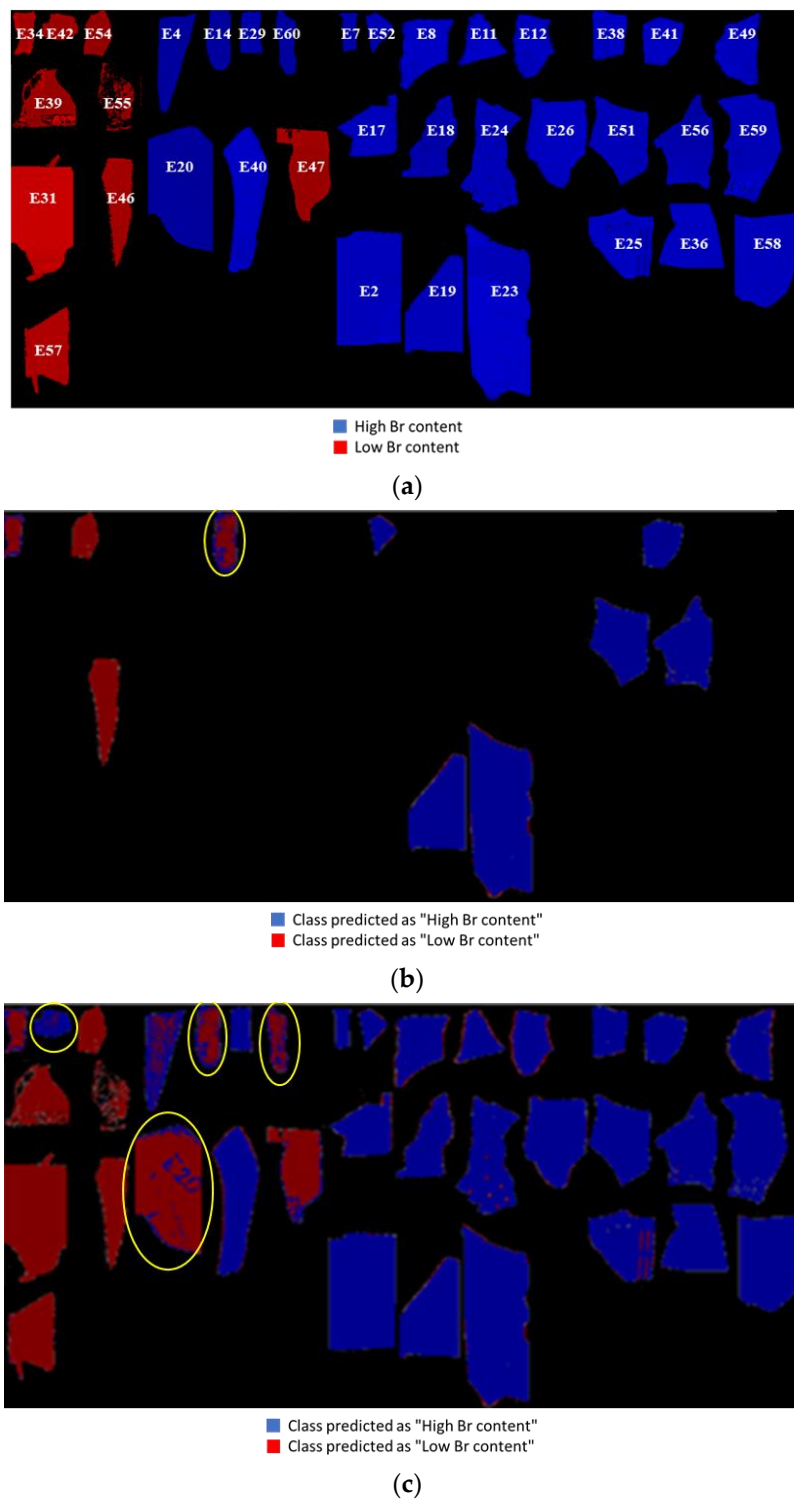 E34 E42 E54 E4 E14 E29 E60 E7 E52 E8 E11 E12 E38 E41 E49
E39 E55 E17 E18 E24 E26 E51 E56 E59
E31 E46 E20 E40 E47
E25 E36 E58
E2 E19 E23
E57
High Br content
Low Br content
(a)
Class predicted as "High Br content"
Class predicted as "Low Br content"
(b)
E20
Class predicted as "High Br content"
Class predicted as "Low Br content"
(c)